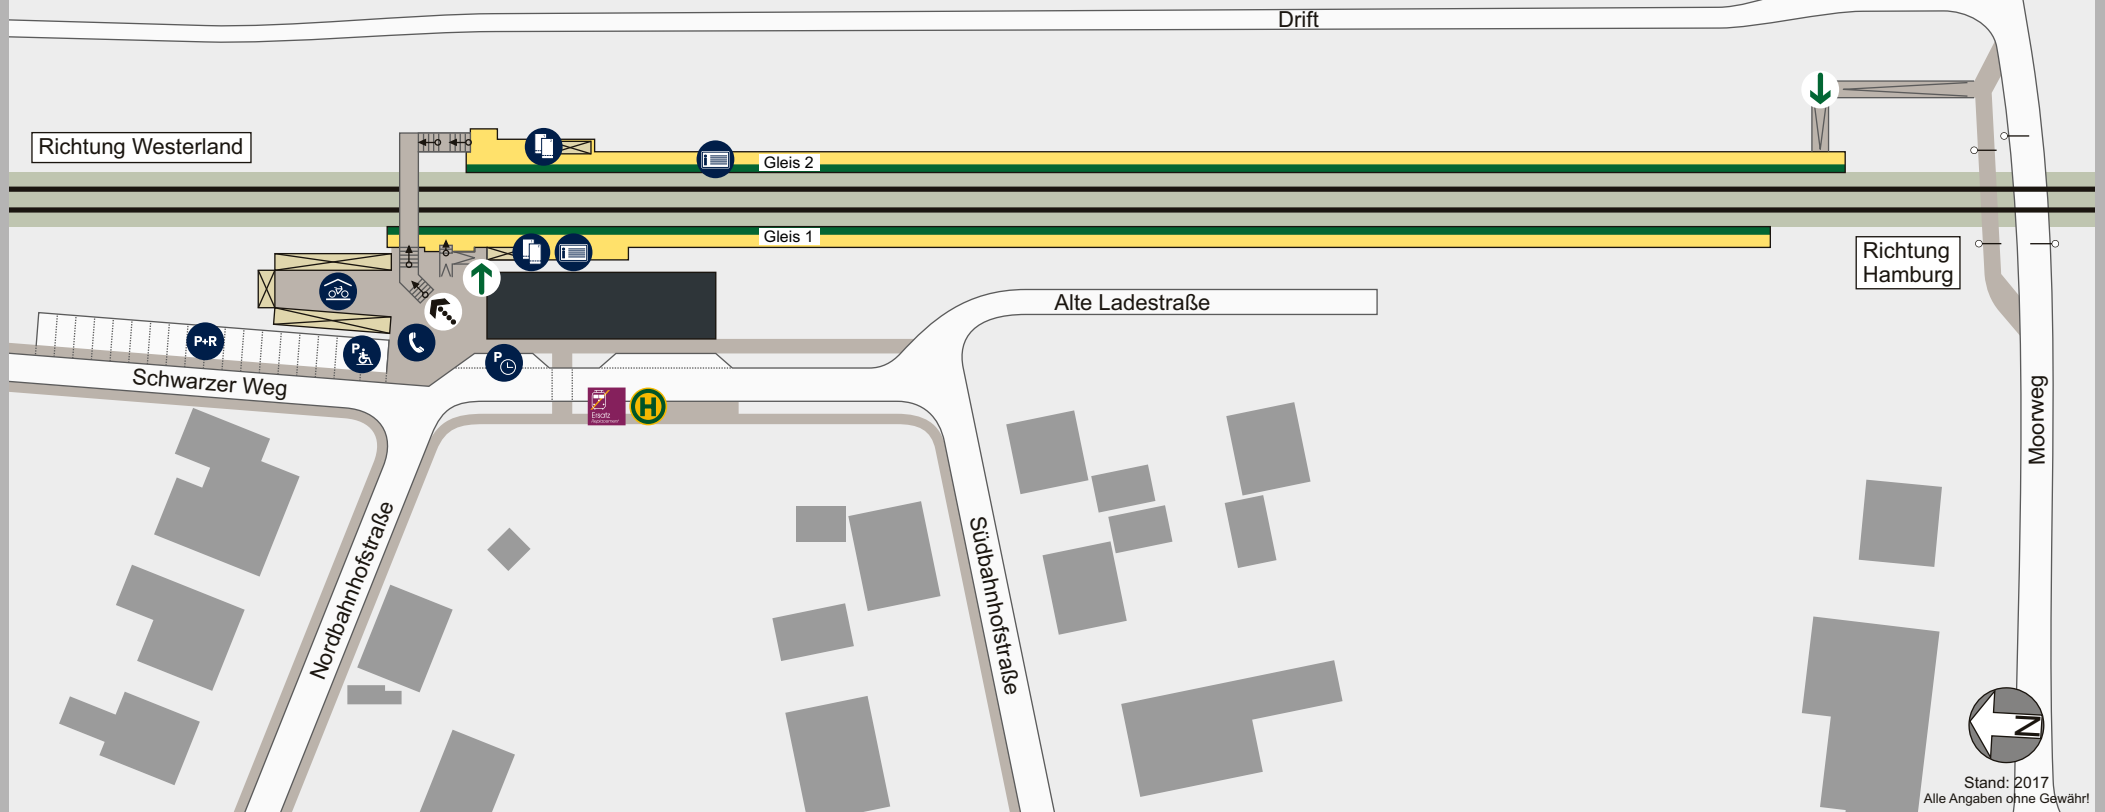 Drift
Richtung Westerland
Gleis 2
Gleis 1
Richtung
Hamburg
Alte Ladestraße
P+R
P
P
Schwarzer Weg
Ersatz
H
Moorweg
Nordbahnhofstraße
Südbahnhofstraße
N
Stand: 2017
Alle Angaben ohne Gewähr!